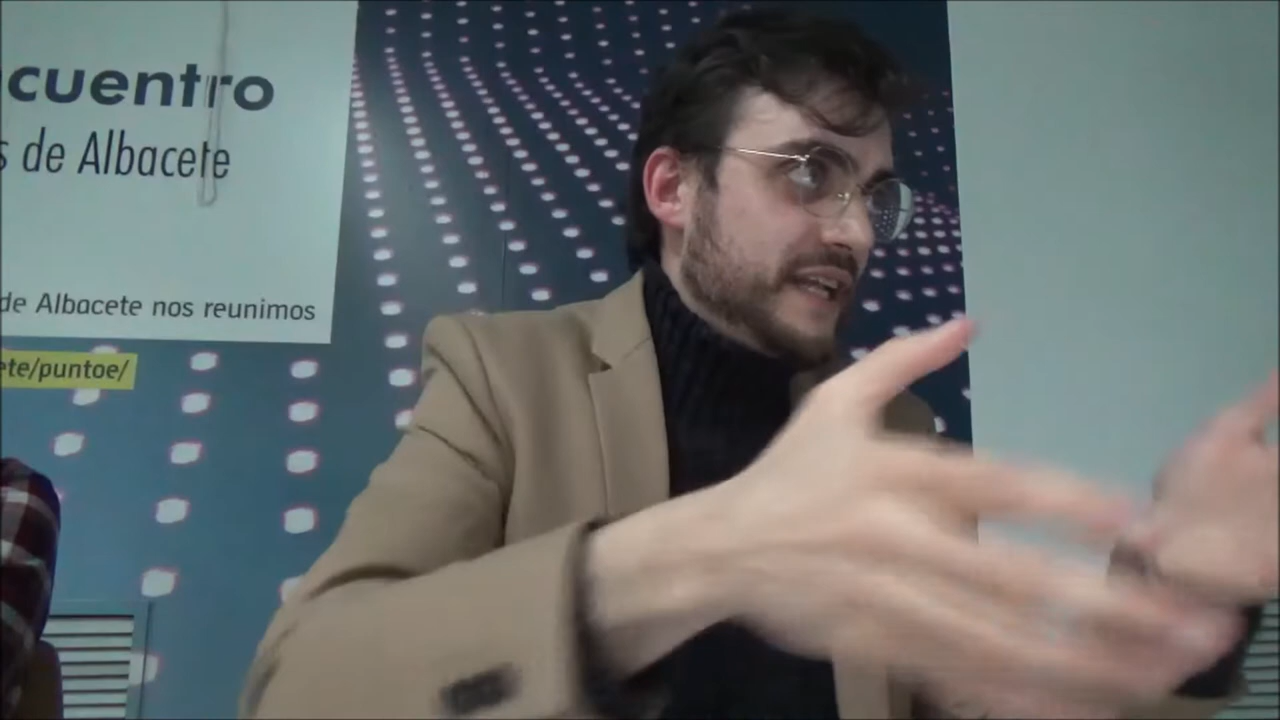 cuentro
s de Albacete
de Albacete nos reunimos
ete/puntoe/